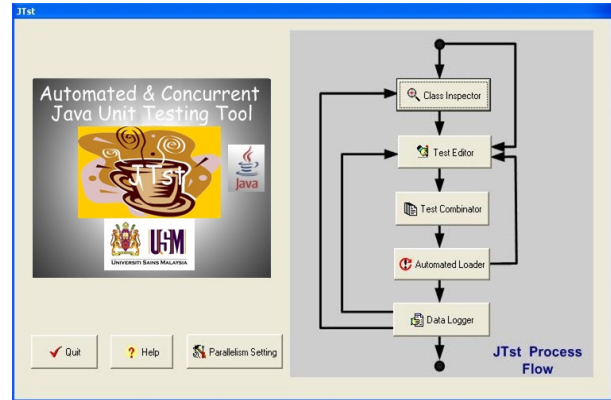 JTst
Automated & Concurrent
Java Unit Testing Tool
JTst
Java
USM
UNIVERSITI SAINS MALAYSIA
Quit
Help
Parallelism Setting
Class Inspector
Test Editor
Test Combinator
Automated Loader
Data Logger
JTst Process
Flow